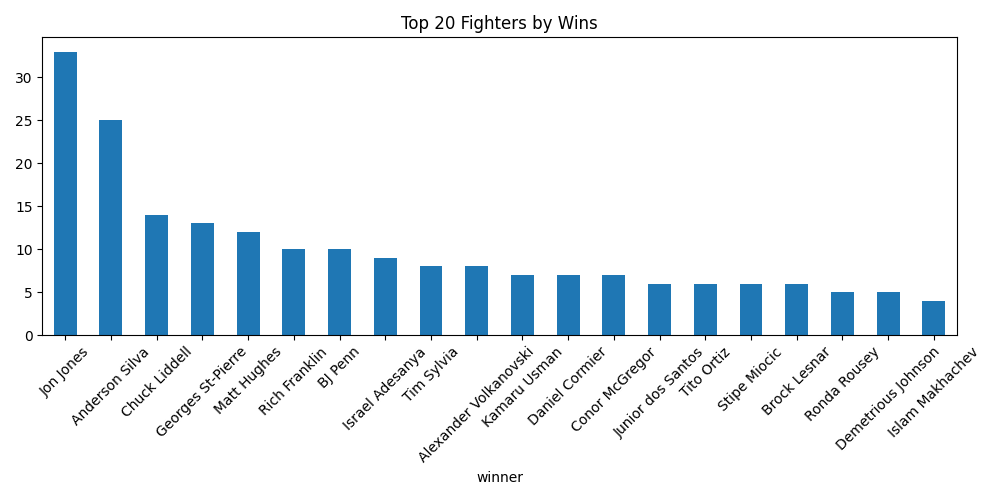 Top 20 Fighters by Wins
30
25
20
15
10
5
0
Jon Jones
Anderson Silva
Chuck Liddell
Georges St-Pierre
Matt Hughes
Rich Franklin
BJ Penn
Israel Adesanya
Tim Sylvia
Alexander Volkanovski
Kamaru Usman
Daniel Cormier
Conor McGregor
Junior dos Santos
Tito Ortiz
Stipe Miocic
Brock Lesnar
Ronda Rousey
Demetrious Johnson
Islam Makhachev
winner